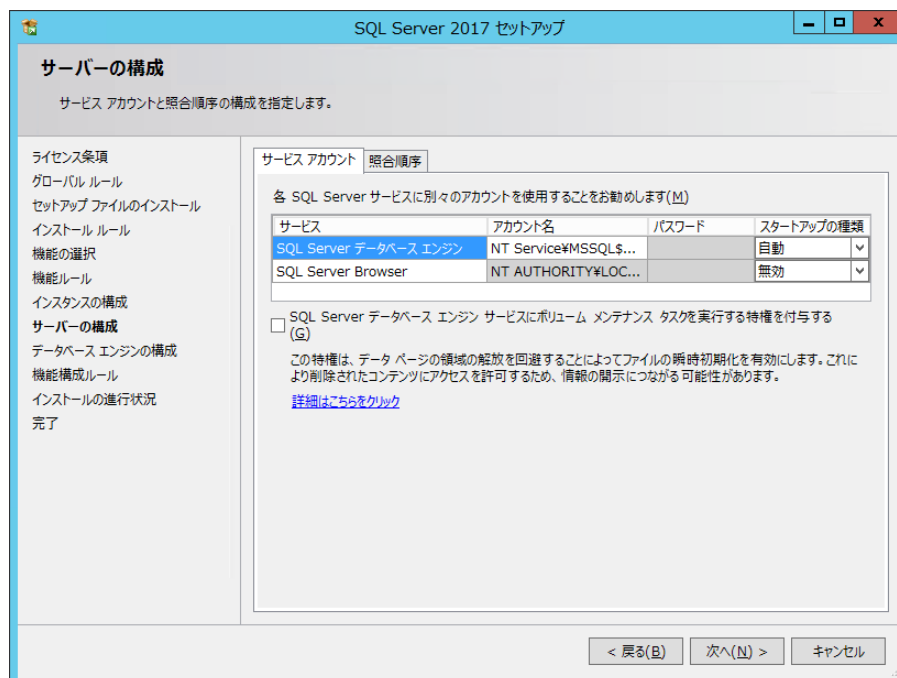 SQL Server 2017 セットアップ
サーバーの構成
サービス アカウントと照合順序の構成を指定します。
ライセンス条項
グローバル ルール
セットアップ ファイルのインストール
インストール ルール
機能の選択
機能ルール
インスタンスの構成
サーバーの構成
データベース エンジンの構成
機能構成ルール
インストールの進行状況
完了
サービス アカウント 照合順序
各 SQL Server サービスに別々のアカウントを使用することをお勧めします(M)
サービス アカウント名 パスワード スタートアップの種類
SQL Server データベース エンジン NT Service¥MSSQL$... 自動
SQL Server Browser NT AUTHORITY¥LOC... 無効
SQL Server データベース エンジン サービスにボリューム メンテナンス タスクを実行する特権を付与する
(G)
この特権は、データ ページの領域の解放を回避することによってファイルの瞬時初期化を有効にします。これに
より削除されたコンテンツにアクセスを許可するため、情報の開示につながる可能性があります。
詳細はこちらをクリック
< 戻る(B) 次へ(N) > キャンセル